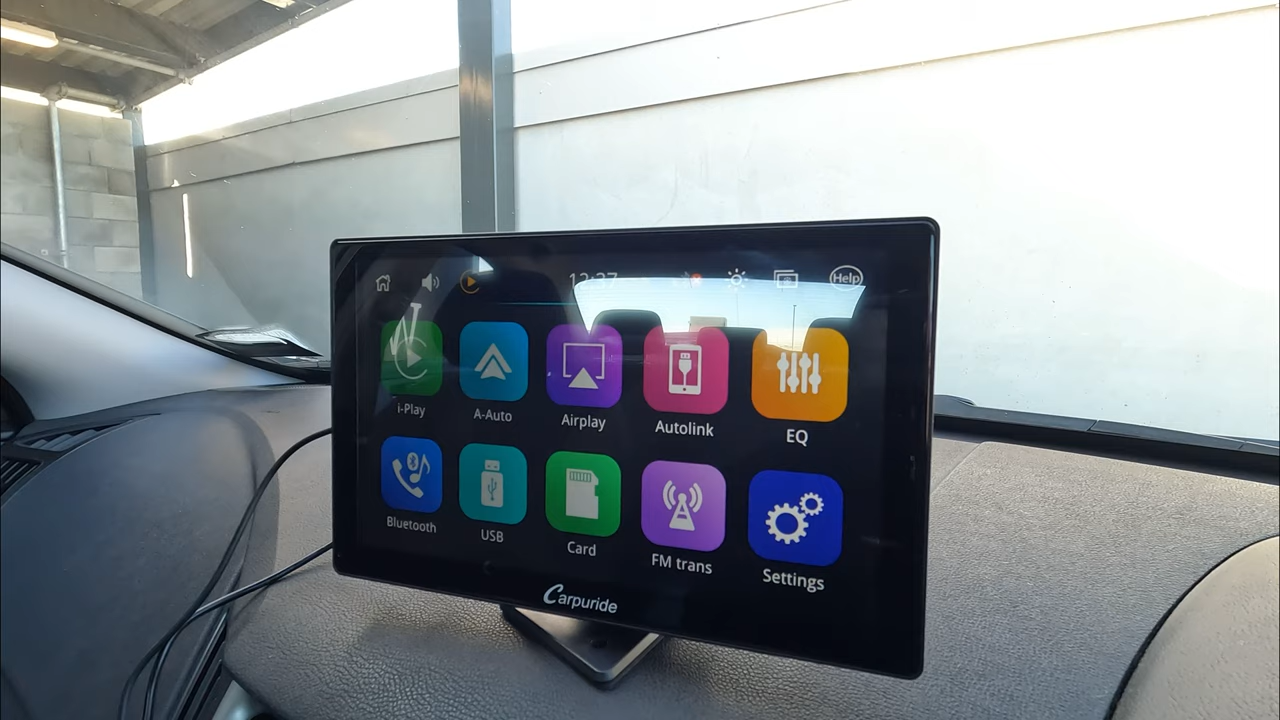 12:27 Help
i-Play A-Auto Airplay Autolink EQ
Bluetooth USB Card FM trans Settings
Carpuride